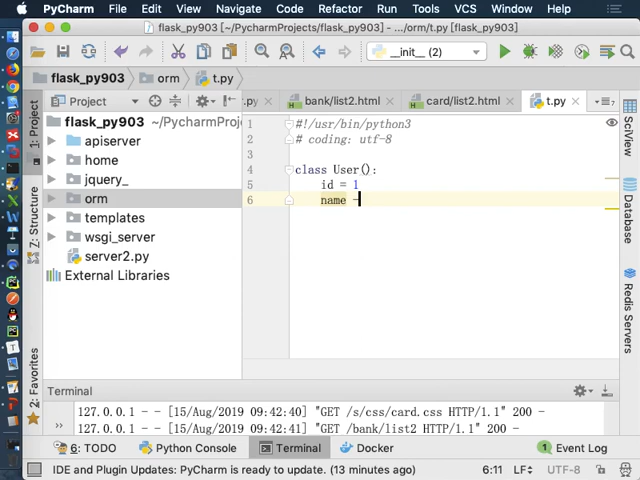 PyCharm File Edit View Navigate Code Refactor Run Tools VCS Window Help
flask_py903 [~/PycharmProjects/flask_py903] - .../orm/t.py [flask_py903]
__init__ (2)
flask_py903 orm t.py
Project .py bank/list2.html card/list2.html t.py
flask_py903 ~/PycharmProje
apiserver
home
jquery_
orm
templates
wsgi_server
server2.py
External Libraries
1 #!/usr/bin/python3
2 # coding: utf-8
3
4 class User():
5 id = 1
6 name -
1: Project
7: Structure
2: Favorites
SciView
Database
Redis Servers
Terminal
127.0.0.1 - - [15/Aug/2019 09:42:40] "GET /s/css/card.css HTTP/1.1" 200 -
127.0.0.1 - - [15/Aug/2019 09:42:41] "GET /bank/list2 HTTP/1.1" 200 -
6: TODO Python Console Terminal Docker 1 Event Log
IDE and Plugin Updates: PyCharm is ready to update. (13 minutes ago) 6:11 LF UTF-8